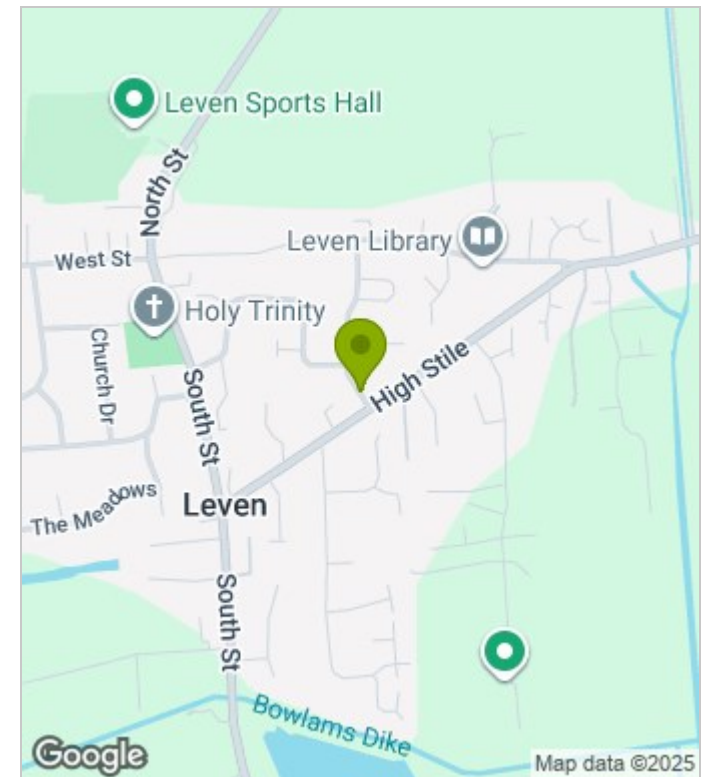 Leven Sports Hall
North St
Leven Library
West St
Holy Trinity
Church Dr
High Stile
South St
The Meadows
Leven
South St
Bowlams Dike
Google
Map data ©2025